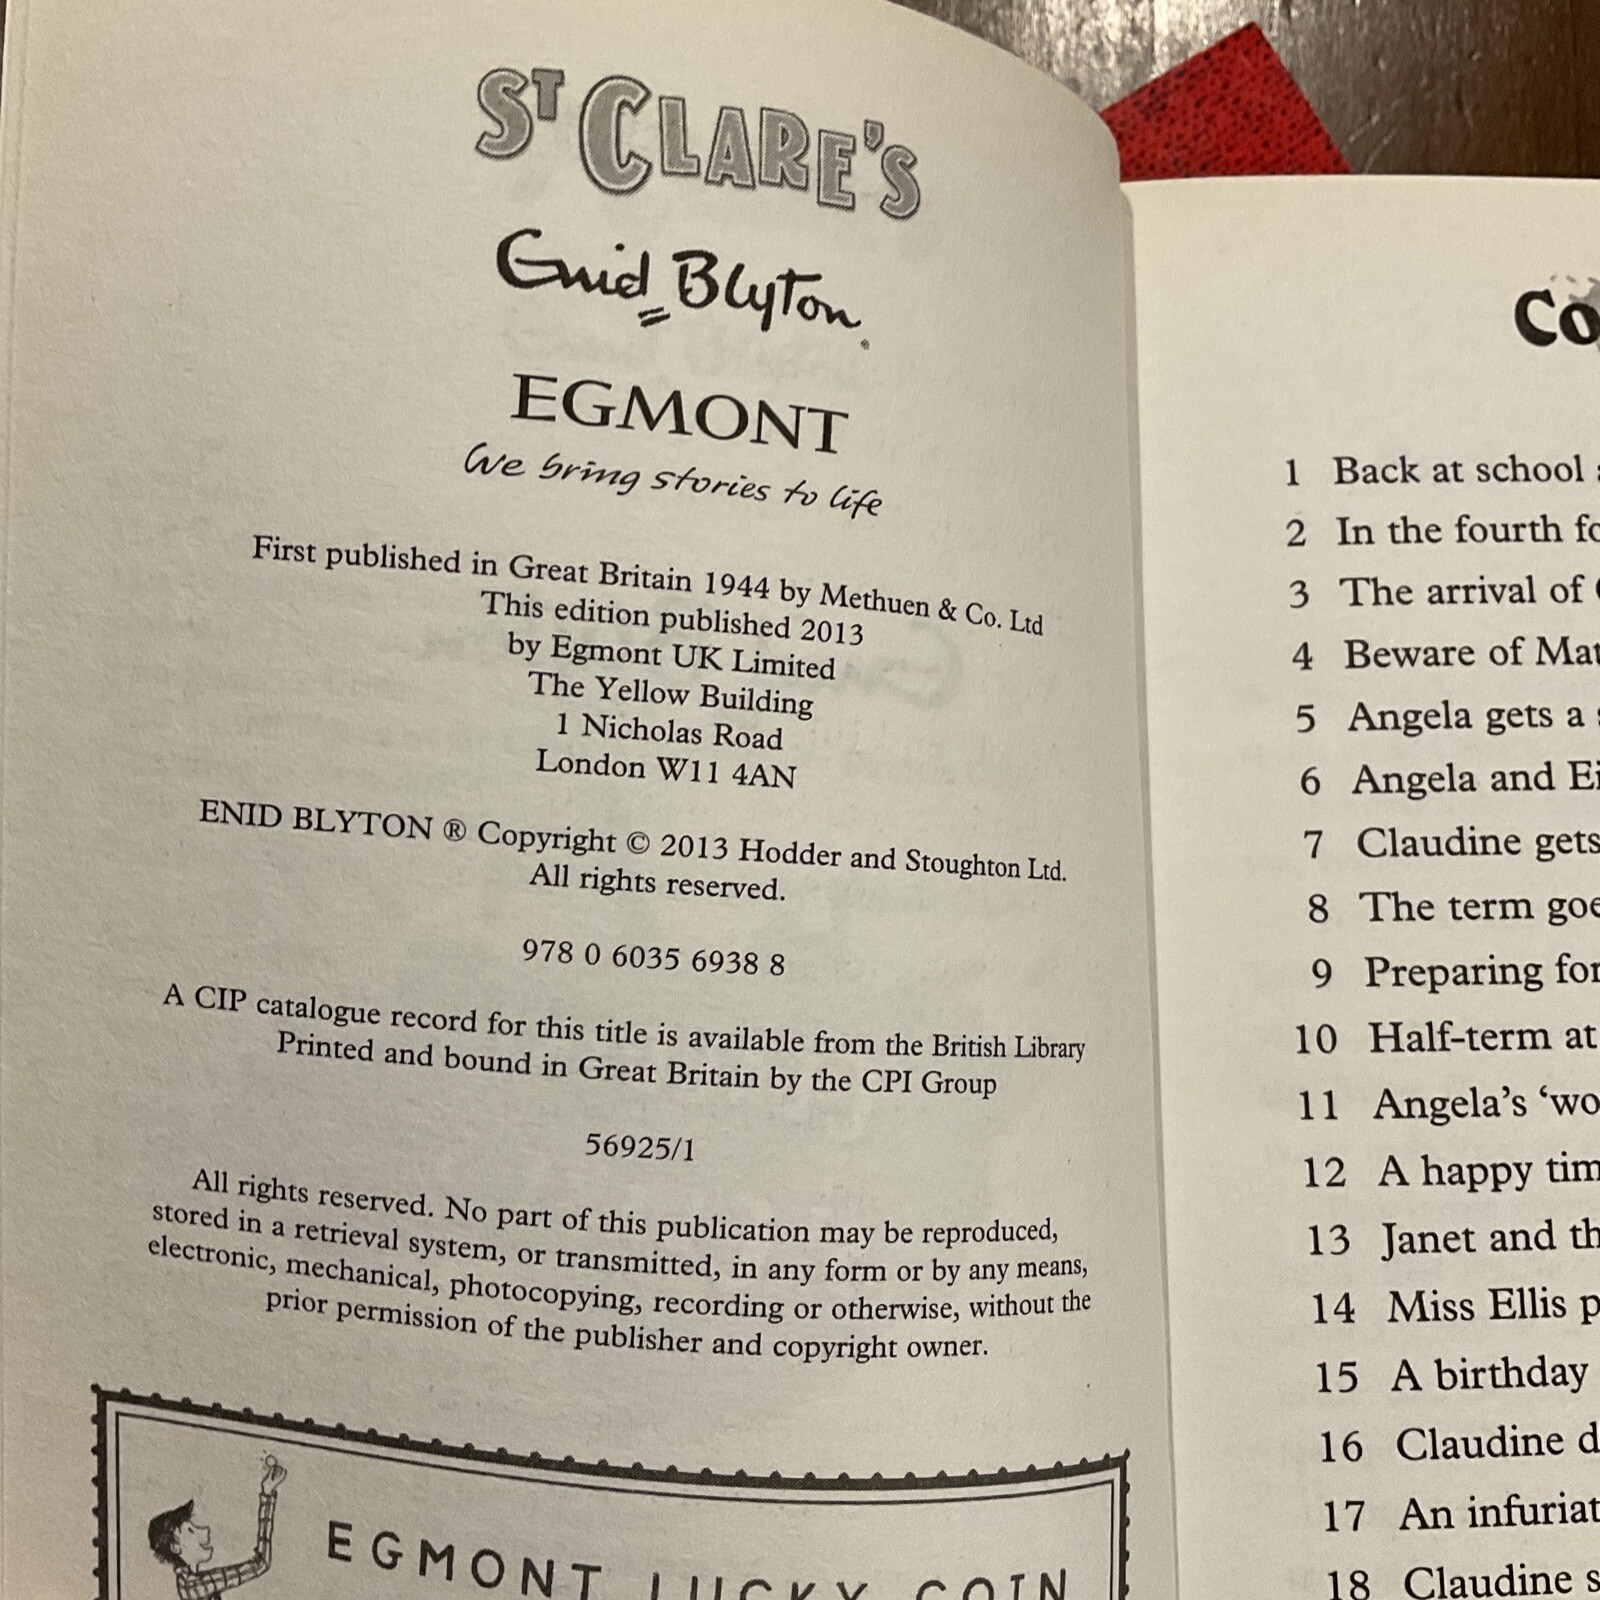 ST CLARE'S
Enid Blyton.
EGMONT
We bring stories to life
First published in Great Britain 1944 by Methuen & Co. Ltd
This edition published 2013
by Egmont UK Limited
The Yellow Building
1 Nicholas Road
London W11 4AN
ENID BLYTON ® Copyright © 2013 Hodder and Stoughton Ltd.
All rights reserved.
978 0 6035 6938 8
A CIP catalogue record for this title is available from the British Library
Printed and bound in Great Britain by the CPI Group
56925/1
All rights reserved. No part of this publication may be reproduced,
stored in a retrieval system, or transmitted, in any form or by any means,
electronic, mechanical, photocopying, recording or otherwise, without the
prior permission of the publisher and copyright owner.
EGMONT LUCKY COIN
Co
1 Back at school
2 In the fourth fo
3 The arrival of
4 Beware of Mat
5 Angela gets a
6 Angela and Ei
7 Claudine gets
8 The term goe
9 Preparing for
10 Half-term at
11 Angela's ‘wo
12 A happy tim
13 Janet and th
14 Miss Ellis p
15 A birthday
16 Claudine d
17 An infuriat
18 Claudine s